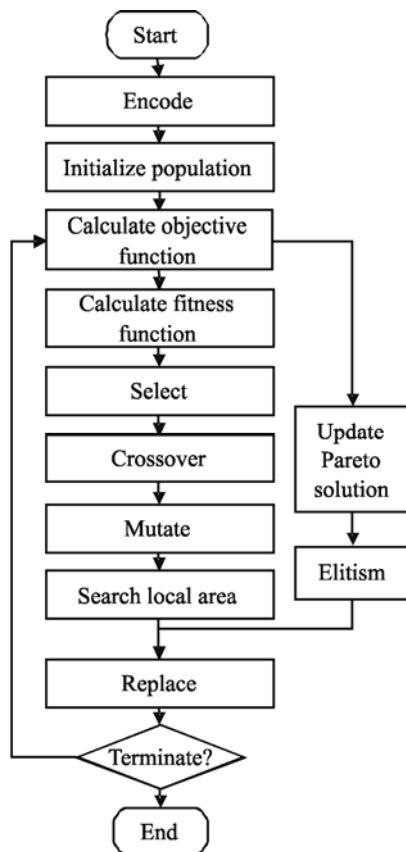 Start
Encode
Initialize population
Calculate objective
function
Calculate fitness
function
Select
Crossover
Mutate
Search local area
Update
Pareto
solution
Elitism
Replace
Terminate?
End